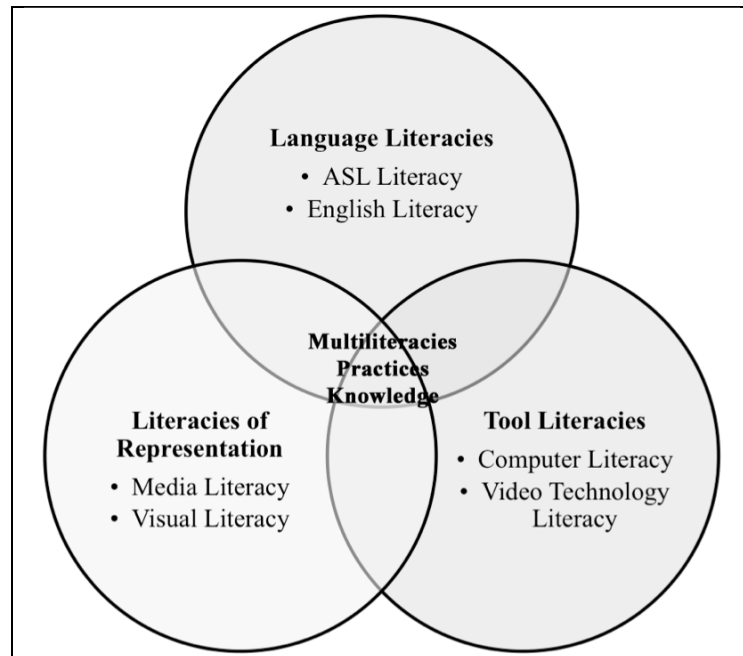 Language Literacies
• ASL Literacy
• English Literacy
Multiliteracies
Practices
Knowledge
Literacies of
Representation
• Media Literacy
• Visual Literacy
Tool Literacies
• Computer Literacy
• Video Technology
Literacy